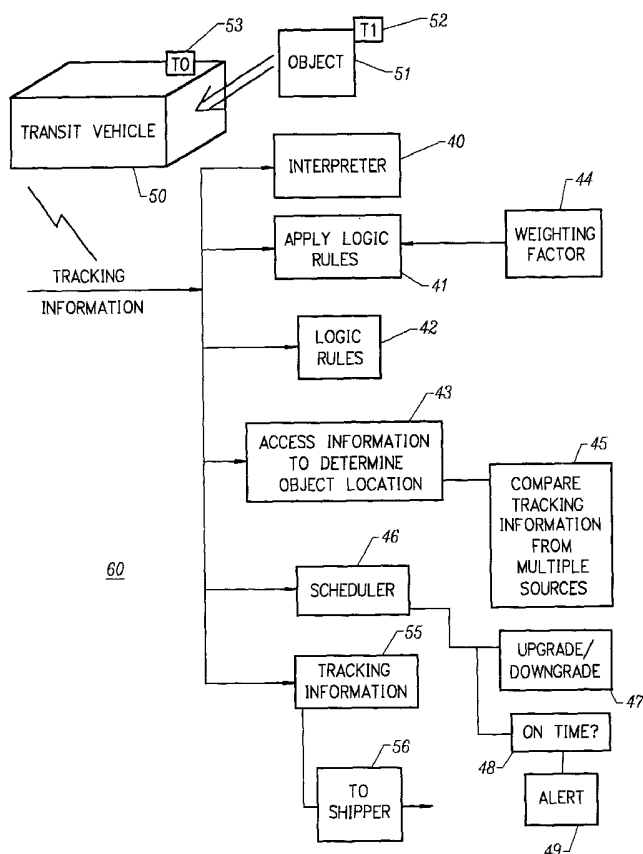 53
T0
T1
52
OBJECT
51
TRANSIT VEHICLE
50
INTERPRETER
40
44
APPLY LOGIC
RULES
41
WEIGHTING
FACTOR
TRACKING
INFORMATION
42
LOGIC
RULES
43
ACCESS INFORMATION
TO DETERMINE
OBJECT LOCATION
45
COMPARE
TRACKING
INFORMATION
FROM
MULTIPLE
SOURCES
46
60
SCHEDULER
55
TRACKING
INFORMATION
UPGRADE/
DOWNGRADE
47
56
TO
SHIPPER
ON TIME?
48
ALERT
49